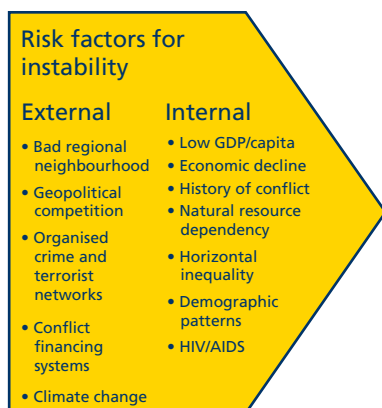 Risk factors for
instability
External
• Bad regional
neighbourhood
• Geopolitical
competition
• Organised
crime and
terrorist
networks
• Conflict
financing
systems
• Climate change
Internal
• Low GDP/capita
• Economic decline
• History of conflict
• Natural resource
dependency
• Horizontal
inequality
• Demographic
patterns
• HIV/AIDS